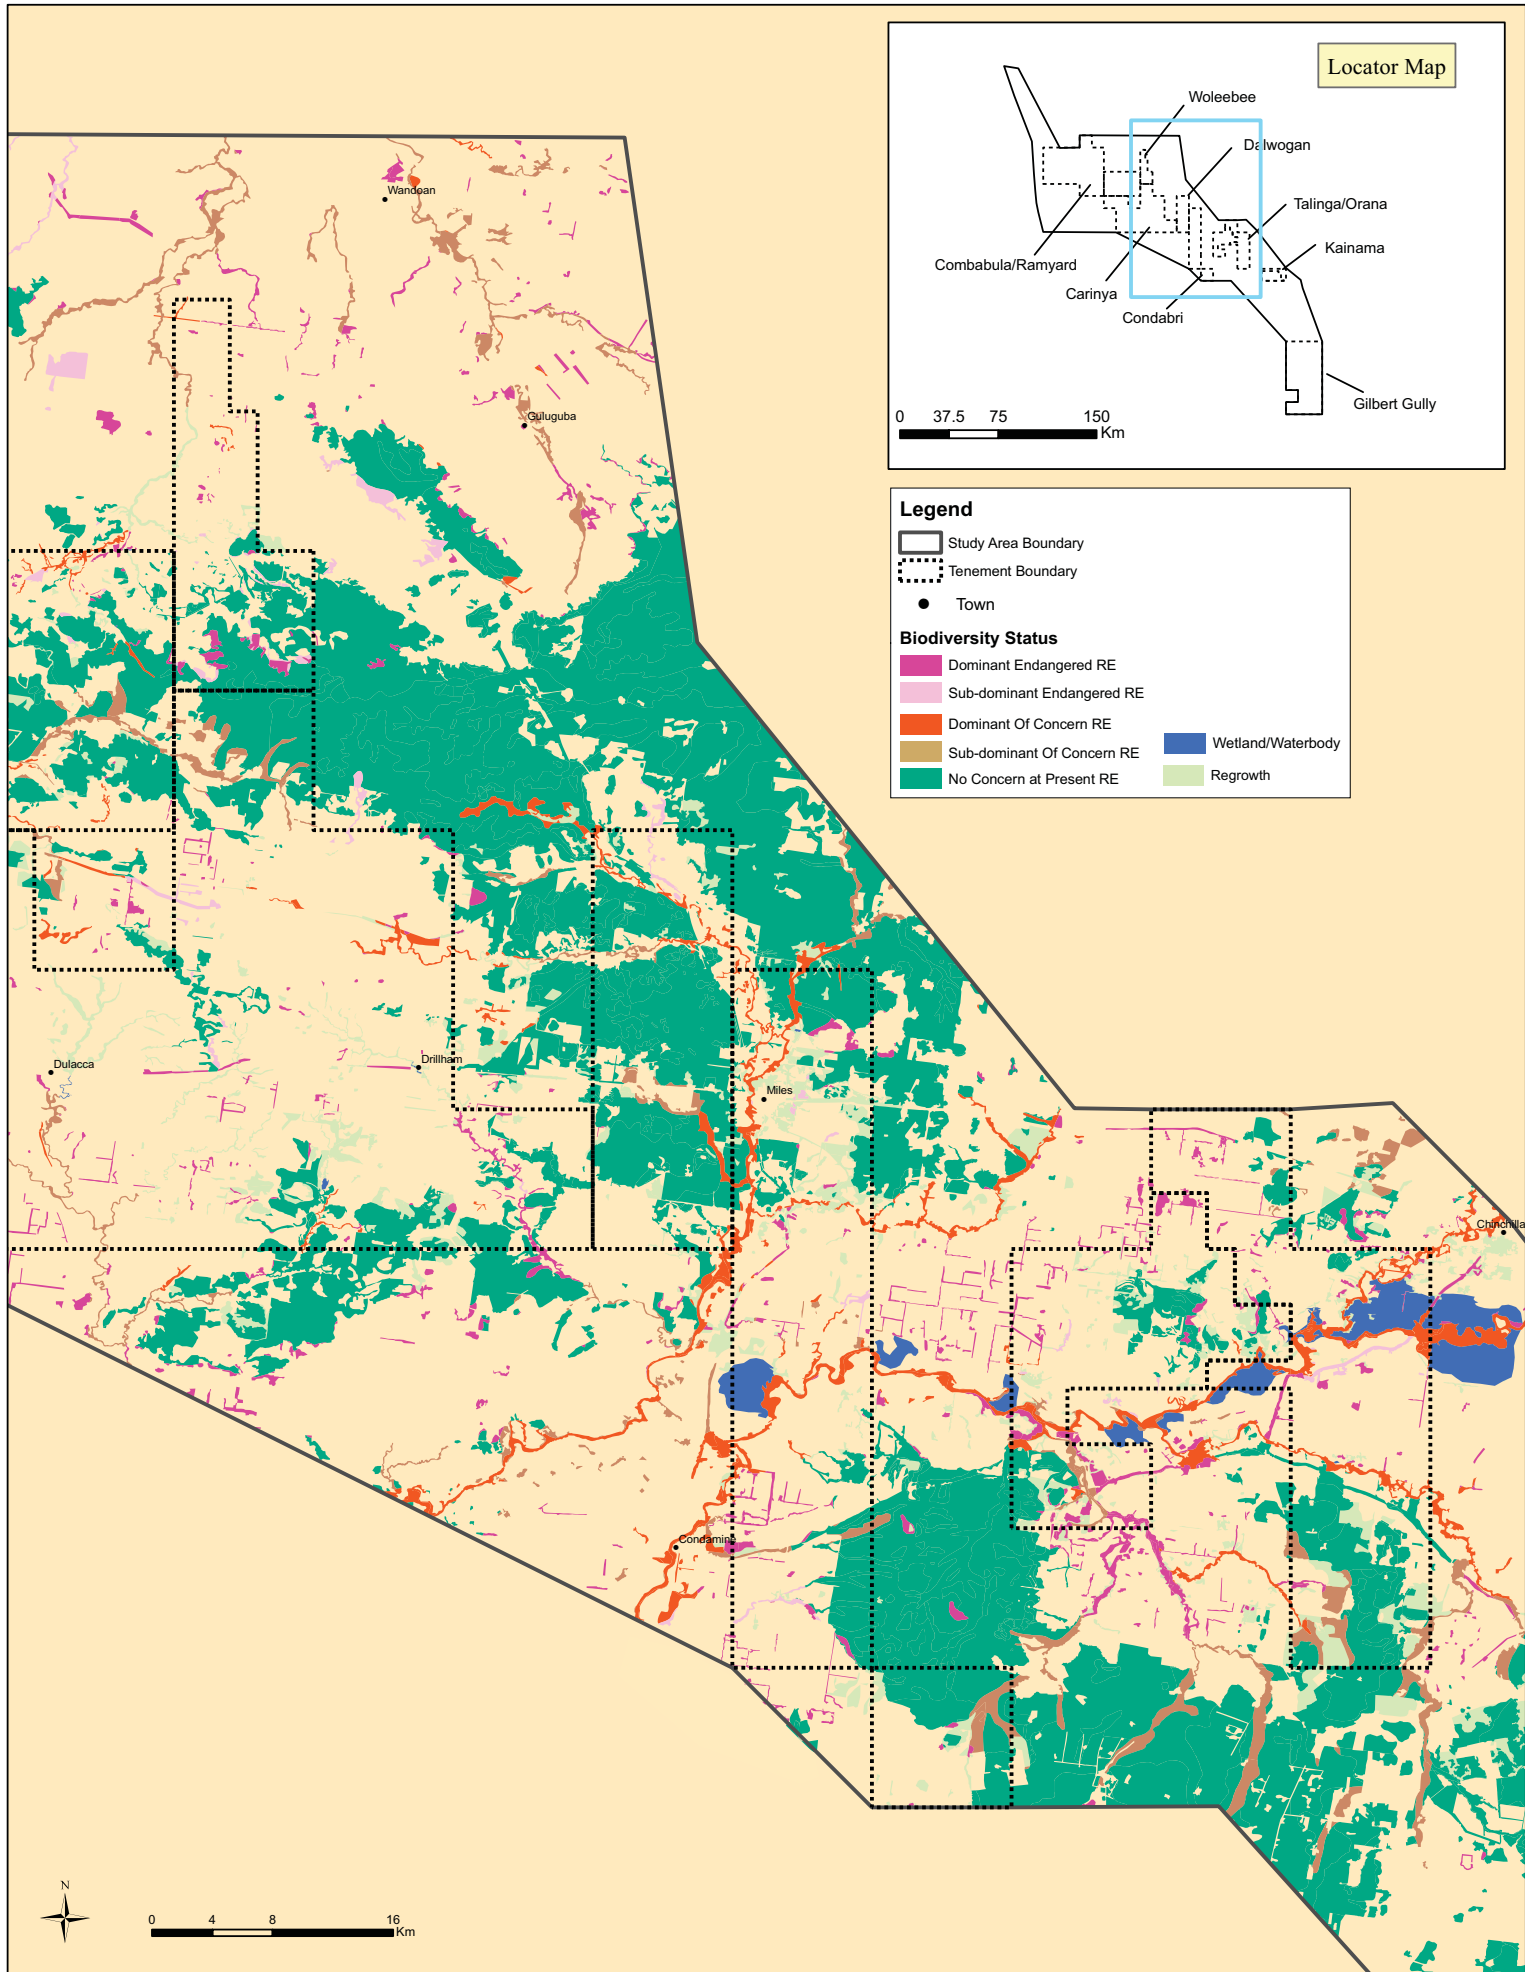 Locator Map
Woleebee
Dalwogan
Talinga/Orana
Kainama
Combabula/Ramyard
Carinya
Condabri
Gilbert Gully
0 37.5 75 150
Km
Legend
Study Area Boundary
Tenement Boundary
Town
Biodiversity Status
Dominant Endangered RE
Sub-dominant Endangered RE
Dominant Of Concern RE
Sub-dominant Of Concern RE
No Concern at Present RE
Wetland/Waterbody
Regrowth
Wandoan
Guluguba
Dulacca
Drillham
Miles
Chinchilla
Condamine
N
0 4 8 16
Km